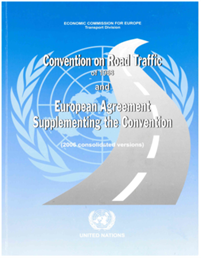 ECONOMIC COMMISSION FOR EUROPE
Transport Division
Convention on Road Traffic
of 1968
and
European Agreement
Supplementing the Convention
(2006 consolidated versions)
UNITED NATIONS